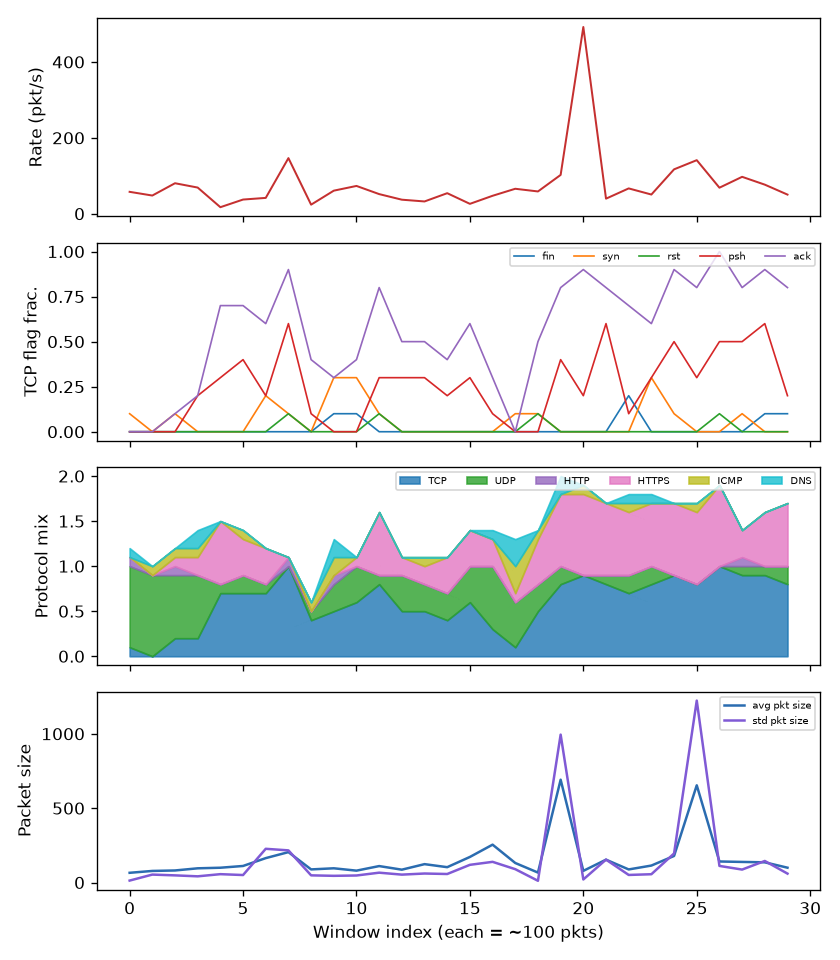 Rate (pkt/s)
400
200
0
TCP flag frac.
1.00
0.75
0.50
0.25
0.00
fin syn rst psh ack
Protocol mix
2.0
1.5
1.0
0.5
0.0
TCP UDP HTTP HTTPS ICMP DNS
Packet size
1000
500
0
avg pkt size
std pkt size
0 5 10 15 20 25 30
Window index (each = ~100 pkts)